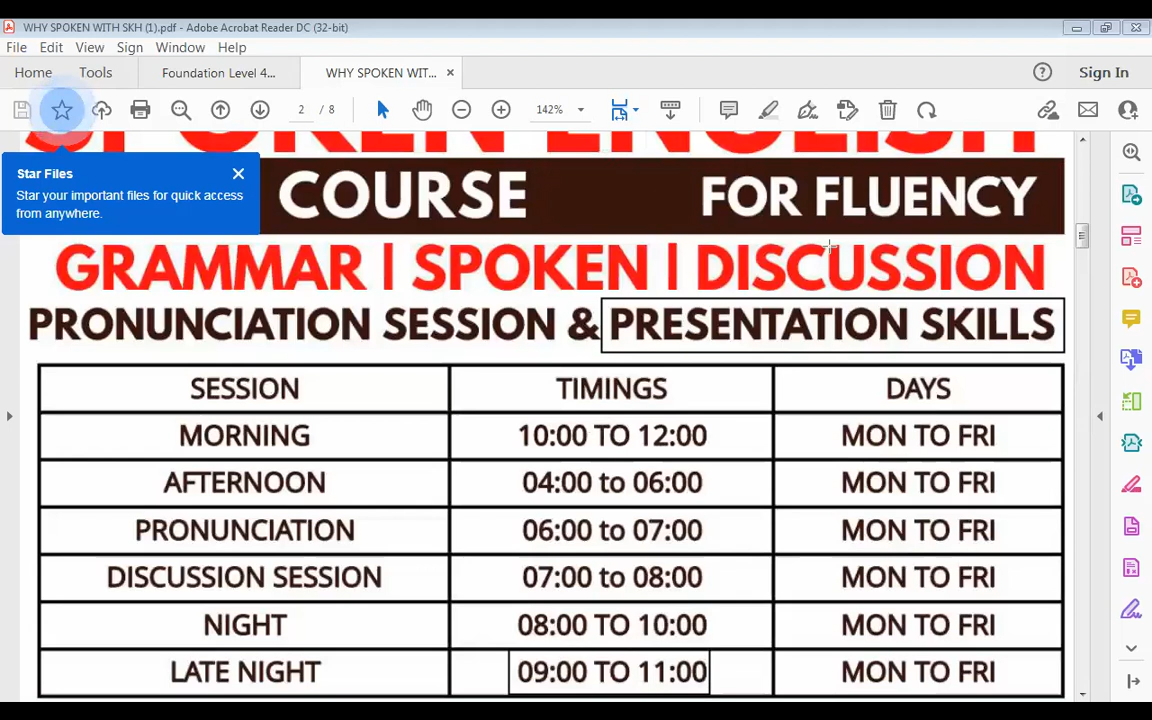 WHY SPOKEN WITH SKH (1).pdf - Adobe Acrobat Reader DC (32-bit)
File Edit View Sign Window Help
Home Tools Foundation Level 4... WHY SPOKEN WIT... × Sign In
2 / 8 142%
Star Files
Star your important files for quick access
from anywhere.
SPOKEN ENGLISH
COURSE FOR FLUENCY
GRAMMAR | SPOKEN | DISCUSSION
PRONUNCIATION SESSION & PRESENTATION SKILLS
SESSION TIMINGS DAYS
MORNING 10:00 TO 12:00 MON TO FRI
AFTERNOON 04:00 to 06:00 MON TO FRI
PRONUNCIATION 06:00 to 07:00 MON TO FRI
DISCUSSION SESSION 07:00 to 08:00 MON TO FRI
NIGHT 08:00 TO 10:00 MON TO FRI
LATE NIGHT 09:00 TO 11:00 MON TO FRI